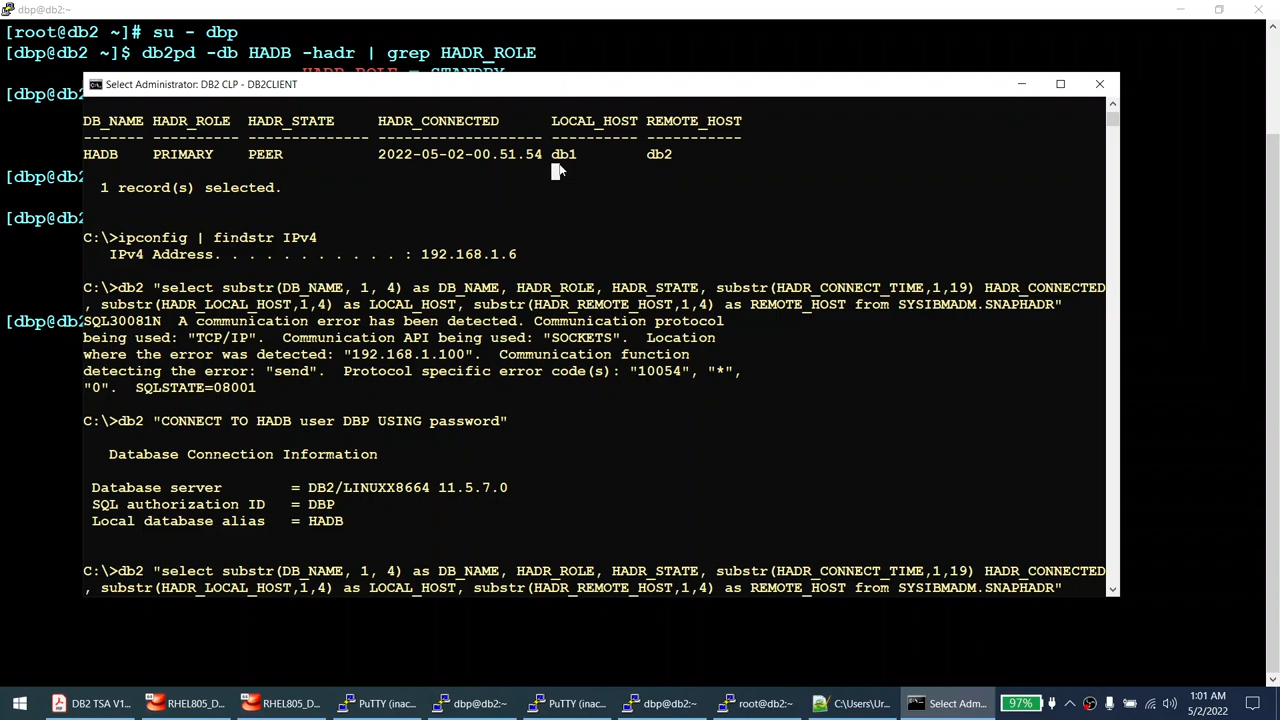 dbp@db2:~
[root@db2 ~]# su - dbp
[dbp@db2 ~]$ db2pd -db HADB -hadr | grep HADR_ROLE
HADR_ROLE = STANDBY
[dbp@db2
[dbp@db2
[dbp@db2
[dbp@db2
Select Administrator: DB2 CLP - DB2CLIENT
DB_NAME HADR_ROLE HADR_STATE HADR_CONNECTED LOCAL_HOST REMOTE_HOST
------- ---------- -------------- ------------------- ---------- -----------
HADB PRIMARY PEER 2022-05-02-00.51.54 db1 db2
1 record(s) selected.
C:\>ipconfig | findstr IPv4
IPv4 Address. . . . . . . . . . . : 192.168.1.6
C:\>db2 "select substr(DB_NAME, 1, 4) as DB_NAME, HADR_ROLE, HADR_STATE, substr(HADR_CONNECT_TIME,1,19) HADR_CONNECTED
, substr(HADR_LOCAL_HOST,1,4) as LOCAL_HOST, substr(HADR_REMOTE_HOST,1,4) as REMOTE_HOST from SYSIBMADM.SNAPHADR"
SQL30081N  A communication error has been detected. Communication protocol
being used: "TCP/IP".  Communication API being used: "SOCKETS".  Location
where the error was detected: "192.168.1.100".  Communication function
detecting the error: "send".  Protocol specific error code(s): "10054", "*",
"0".  SQLSTATE=08001
C:\>db2 "CONNECT TO HADB user DBP USING password"
Database Connection Information
Database server = DB2/LINUXX8664 11.5.7.0
SQL authorization ID = DBP
Local database alias = HADB
C:\>db2 "select substr(DB_NAME, 1, 4) as DB_NAME, HADR_ROLE, HADR_STATE, substr(HADR_CONNECT_TIME,1,19) HADR_CONNECTED
, substr(HADR_LOCAL_HOST,1,4) as LOCAL_HOST, substr(HADR_REMOTE_HOST,1,4) as REMOTE_HOST from SYSIBMADM.SNAPHADR"
DB2 TSA V1...
RHEL805_D...
RHEL805_D...
PuTTY (inac...
dbp@db2:~
PuTTY (inac...
dbp@db2:~
root@db2:~
C:\Users\Ur...
Select Adm...
97%
1:01 AM
5/2/2022